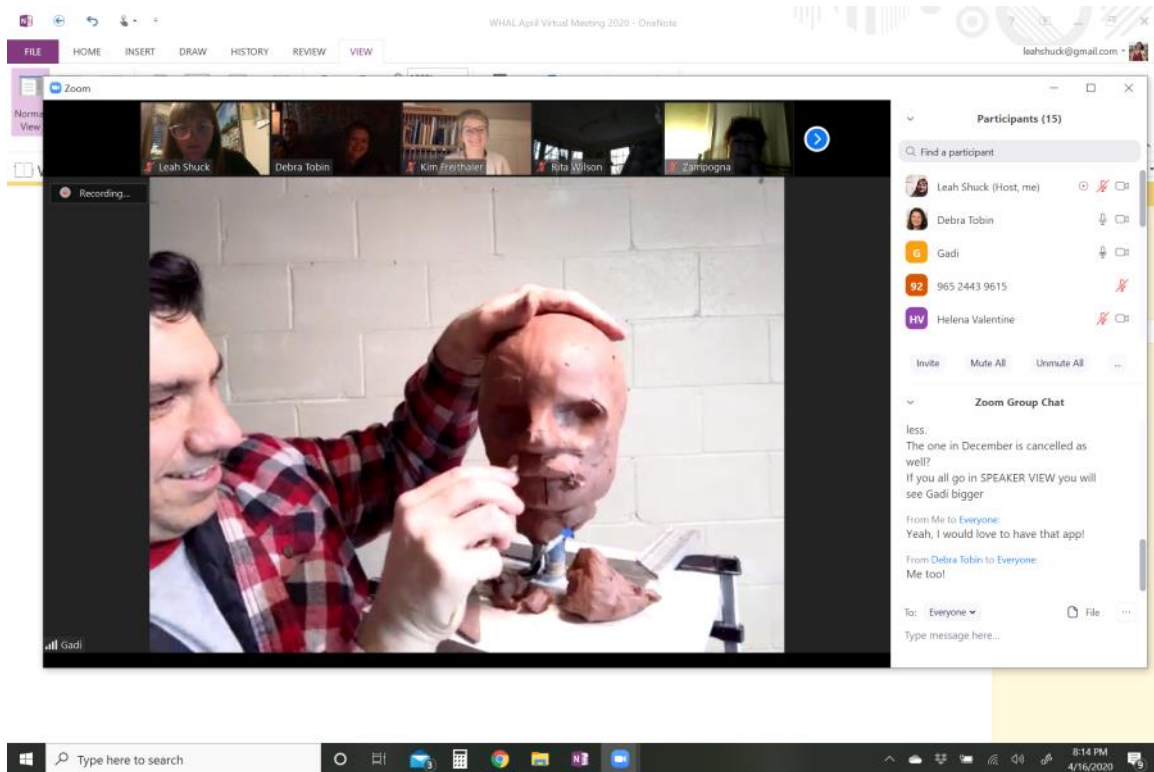 WHAL April Virtual Meeting 2020 - OneNote
FILE HOME INSERT DRAW HISTORY REVIEW VIEW
leahshuck@gmail.com
Zoom
Normal
View
Leah Shuck
Debra Tobin
Kim Freithaler
Rita Wilson
Zampogna
Recording...
Gadi
Participants (15)
Find a participant
Leah Shuck (Host, me)
Debra Tobin
G Gadi
92 965 2443 9615
HV Helena Valentine
Invite Mute All Unmute All ...
Zoom Group Chat
less.
The one in December is cancelled as
well?
If you all go in SPEAKER VIEW you will
see Gadi bigger
From Me to Everyone:
Yeah, I would love to have that app!
From Debra Tobin to Everyone:
Me too!
To: Everyone File ...
Type message here...
Type here to search
8:14 PM
4/16/2020